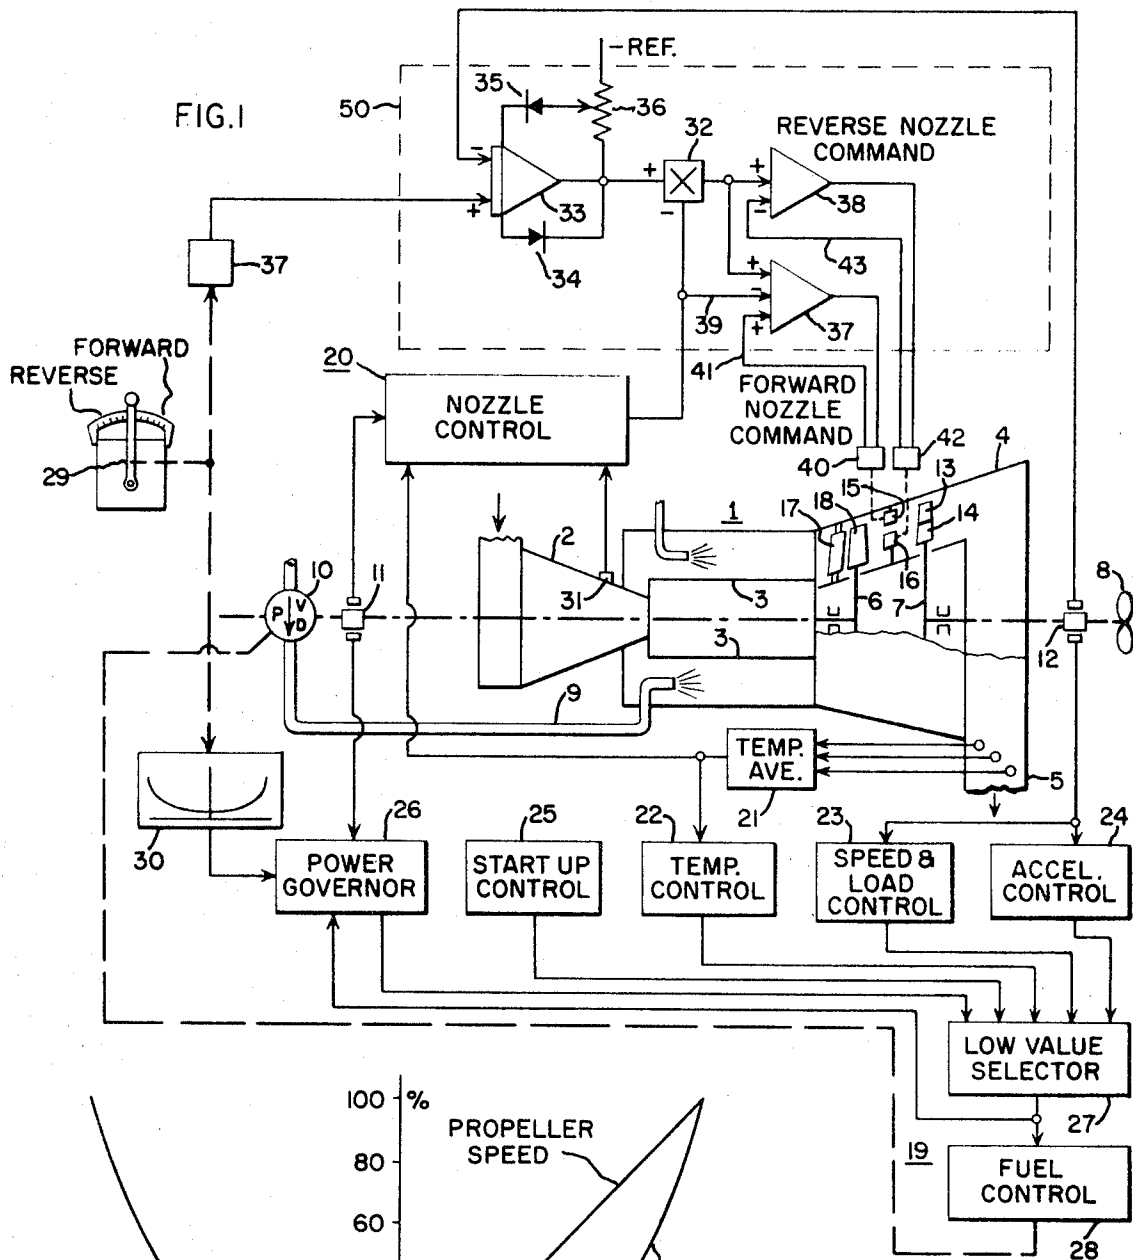 -REF.
35
36
50
FIG.1
32
REVERSE NOZZLE
COMMAND
-
+
33
+
-
+
-
38
34
43
37
+
-
+
39
37
41
FORWARD
REVERSE
20
NOZZLE
CONTROL
FORWARD
NOZZLE
COMMAND
40
42
4
29
17
18
15
13
14
16
1
2
10
11
31
3
6
7
8
P V
D
3
12
9
TEMP.
AVE.
5
21
30
26
25
22
23
24
POWER
GOVERNOR
START UP
CONTROL
TEMP.
CONTROL
SPEED &
LOAD
CONTROL
ACCEL.
CONTROL
LOW VALUE
SELECTOR
27
100 %
PROPELLER
SPEED
80
60
19
FUEL
CONTROL
28